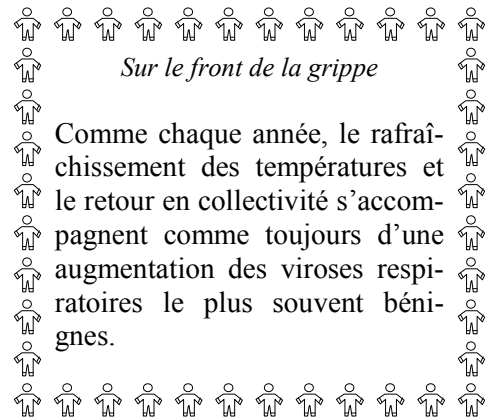 Sur le front de la grippe
Comme chaque année, le rafraî-
chissement des températures et
le retour en collectivité s’accom-
pagnent comme toujours d’une
augmentation des viroses respi-
ratoires le plus souvent béni-
gnes.